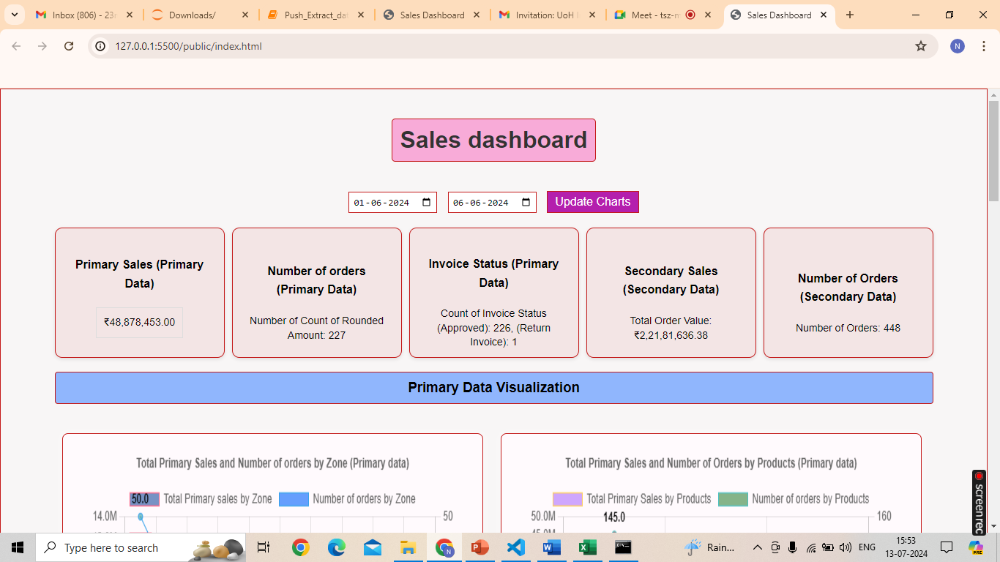 Inbox (806) - 23
Downloads/
Push_Extract_da
Sales Dashboard
Invitation: UoH
Meet - tsz-m
Sales Dashboard
127.0.0.1:5500/public/index.html
N
Sales dashboard
01-06-2024
06-06-2024
Update Charts
Primary Sales (Primary
Data)
₹48,878,453.00
Number of orders
(Primary Data)
Number of Count of Rounded
Amount: 227
Invoice Status (Primary
Data)
Count of Invoice Status
(Approved): 226, (Return
Invoice): 1
Secondary Sales
(Secondary Data)
Total Order Value:
₹2,21,81,636.38
Number of Orders
(Secondary Data)
Number of Orders: 448
Primary Data Visualization
Total Primary Sales and Number of orders by Zone (Primary data)
50.0 Total Primary sales by Zone Number of orders by Zone
14.0M 50
Total Primary Sales and Number of Orders by Products (Primary data)
Total Primary Sales by Products Number of orders by Products
50.0M 145.0 160
45.0M
screenrec
Type here to search
Rain...
ENG
15:53
13-07-2024
PRE